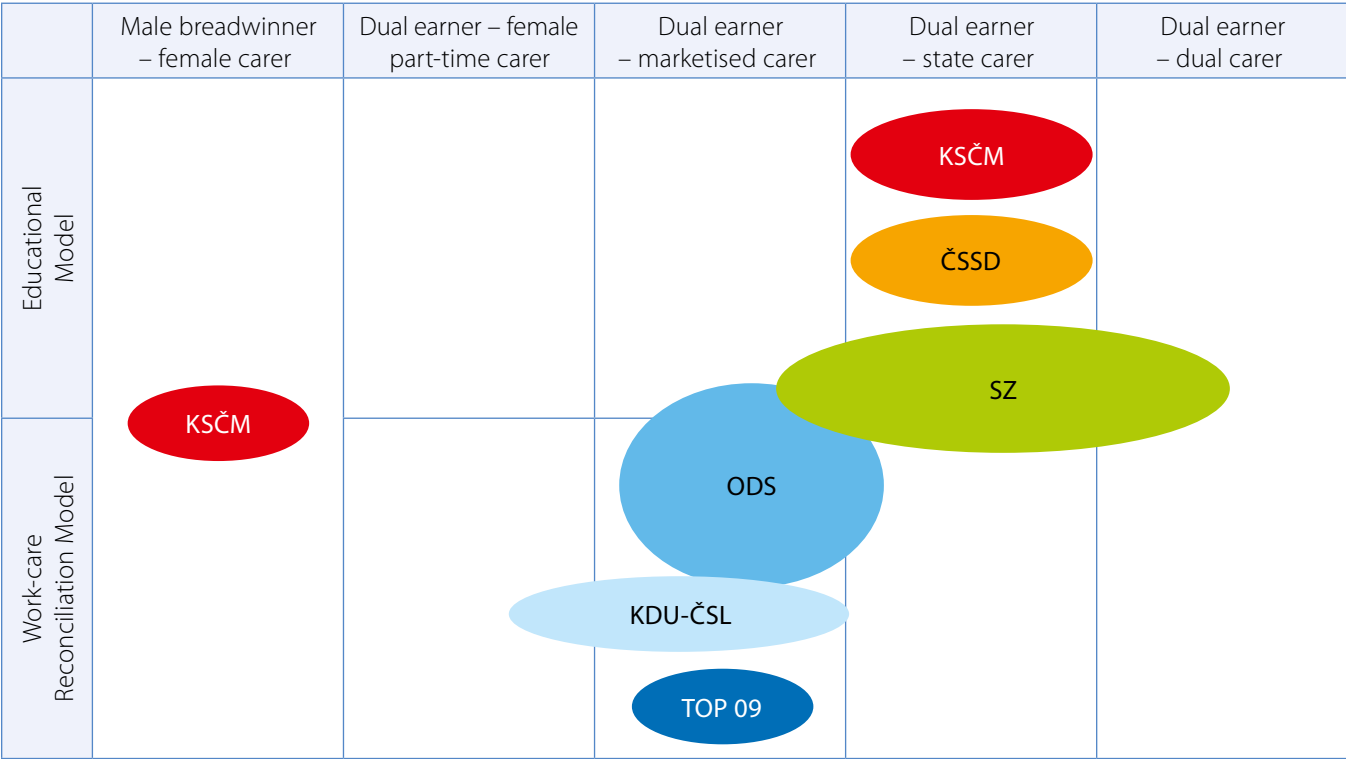 Male breadwinner
– female carer
Dual earner – female
part-time carer
Dual earner
– marketised carer
Dual earner
– state carer
Dual earner
– dual carer
Educational
Model
KSČM
ČSSD
SZ
KSČM
Work-care
Reconciliation Model
ODS
KDU-ČSL
TOP 09